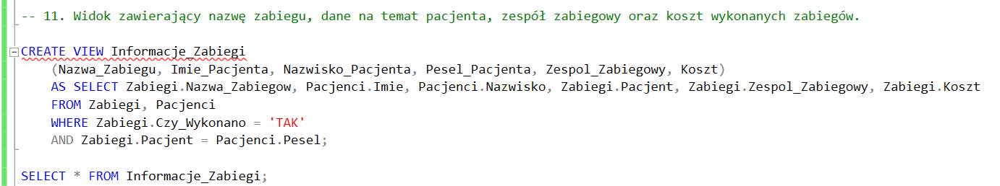 -- 11. Widok zawierający nazwę zabiegu, dane na temat pacjenta, zespół zabiegowy oraz koszt wykonanych zabiegów.
CREATE VIEW Informacje_Zabiegi
(Nazwa_Zabiegu, Imie_Pacjenta, Nazwisko_Pacjenta, Pesel_Pacjenta, Zespol_Zabiegowy, Koszt)
AS SELECT Zabiegi.Nazwa_Zabiegow, Pacjenci.Imie, Pacjenci.Nazwisko, Zabiegi.Pacjent, Zabiegi.Zespol_Zabiegowy, Zabiegi.Koszt
FROM Zabiegi, Pacjenci
WHERE Zabiegi.Czy_Wykonano = 'TAK'
AND Zabiegi.Pacjent = Pacjenci.Pesel;
SELECT * FROM Informacje_Zabiegi;